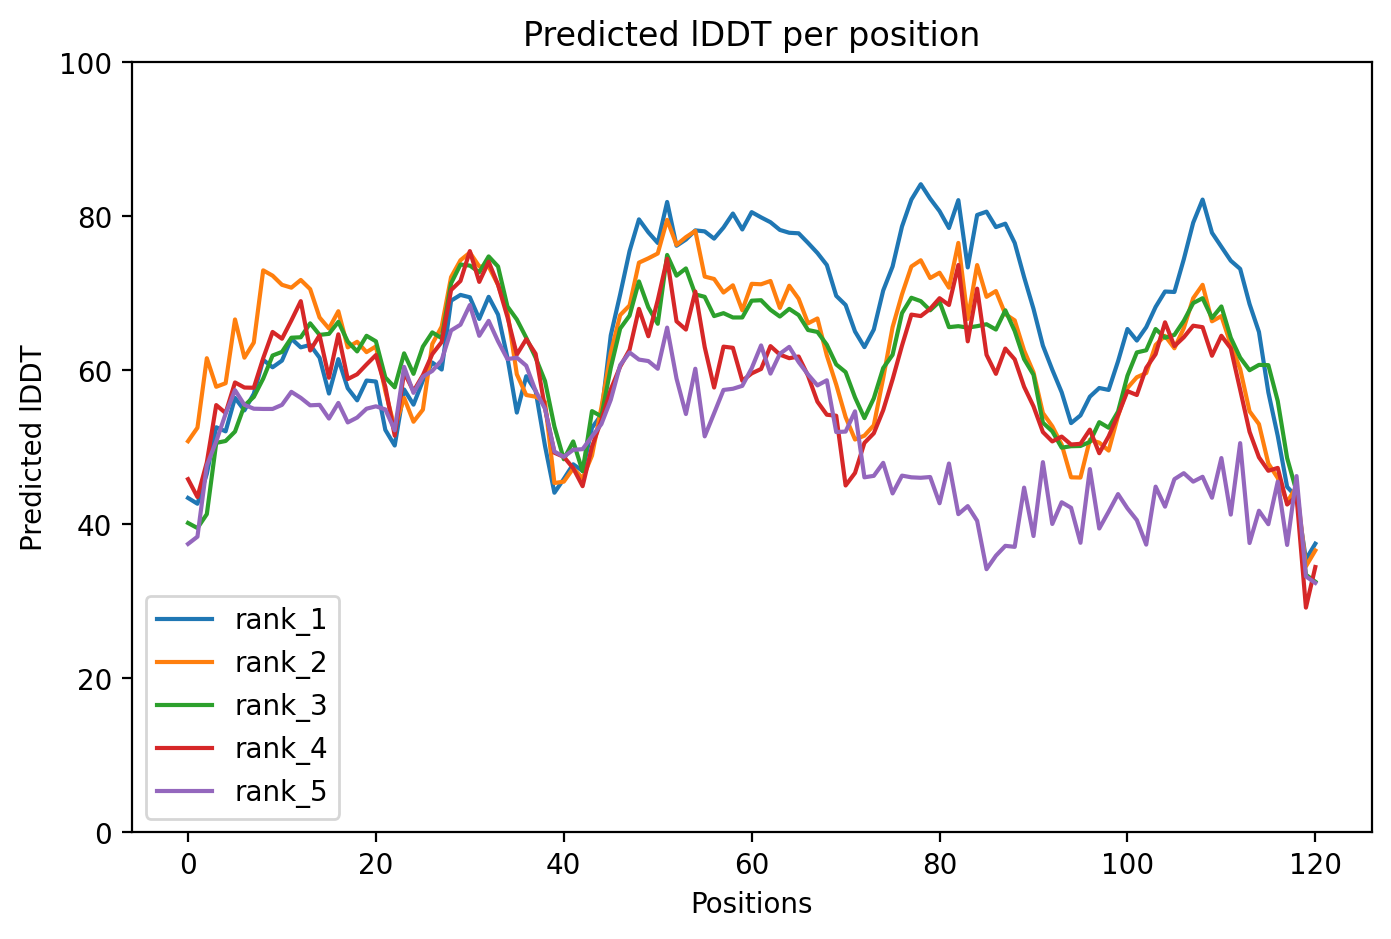 Predicted lDDT per position
100
80
60
40
20
0
Predicted lDDT
rank_1
rank_2
rank_3
rank_4
rank_5
0 20 40 60 80 100 120
Positions